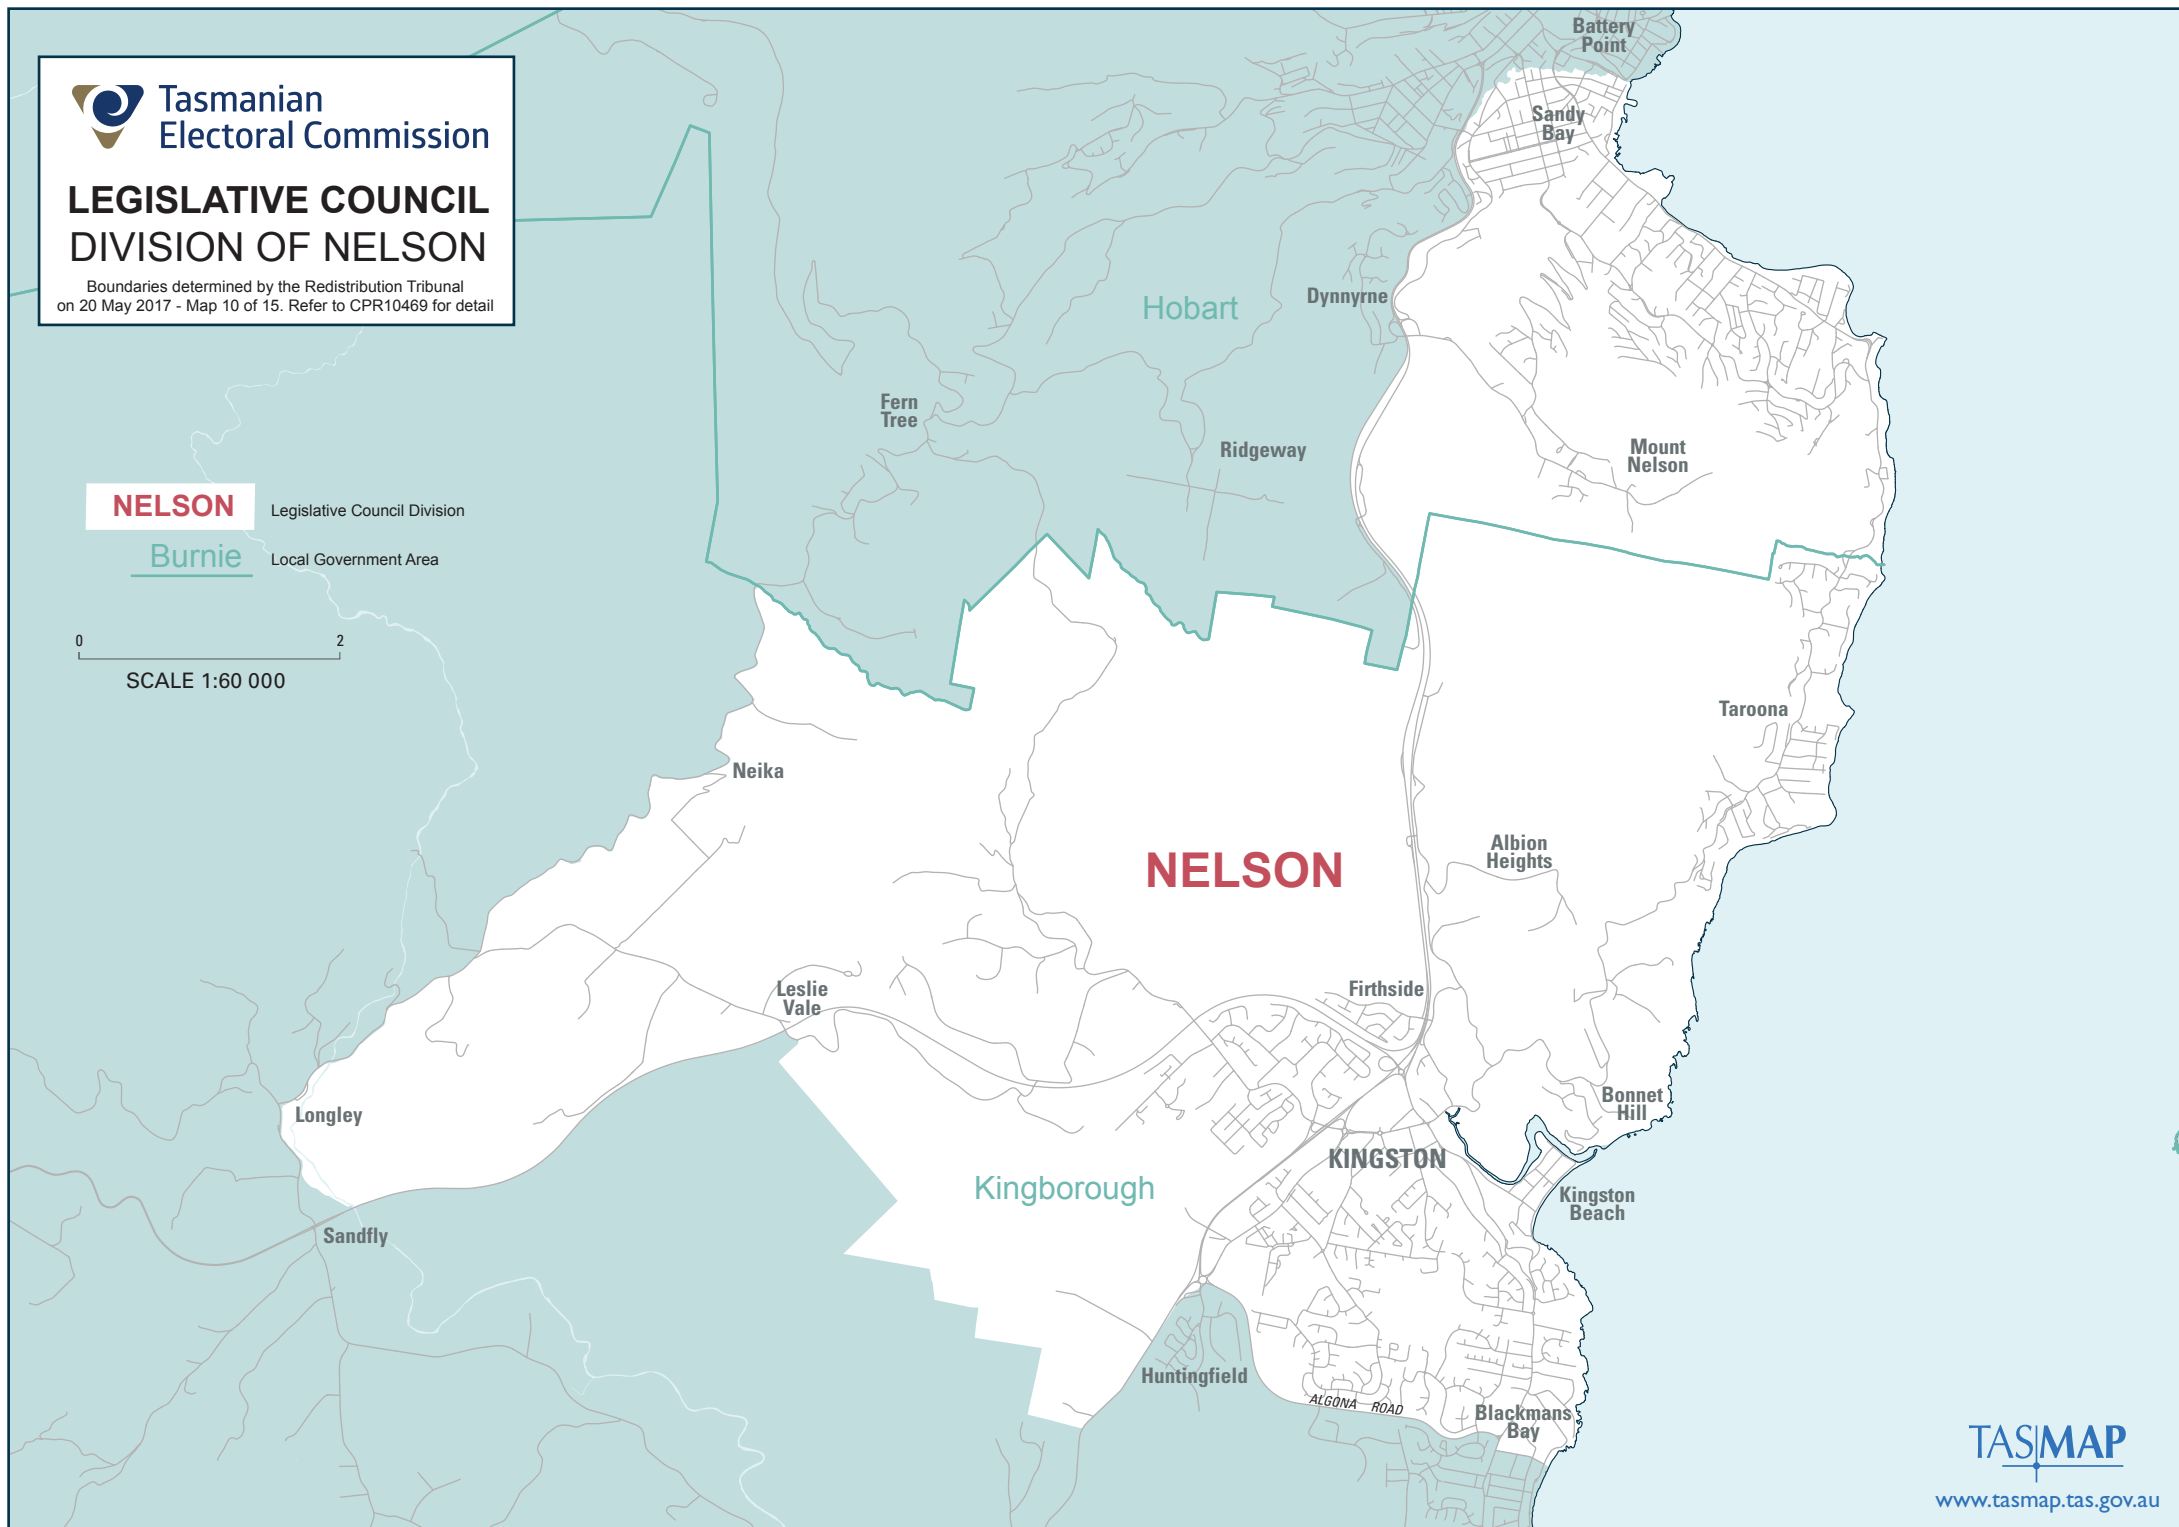 Tasmanian
Electoral Commission
LEGISLATIVE COUNCIL
DIVISION OF NELSON
Boundaries determined by the Redistribution Tribunal
on 20 May 2017 - Map 10 of 15. Refer to CPR10469 for detail
NELSON
Legislative Council Division
Burnie
Local Government Area
0 2
SCALE 1:60 000
Battery
Point
Sandy
Bay
Dynnyrne
Hobart
Fern
Tree
Ridgeway
Mount
Nelson
Taroona
Neika
Albion
Heights
NELSON
Leslie
Vale
Firthside
Longley
Bonnet
Hill
KINGSTON
Kingborough
Kingston
Beach
Sandfly
Huntingfield
ALGONA ROAD
Blackmans
Bay
TASMAP
www.tasmap.tas.gov.au